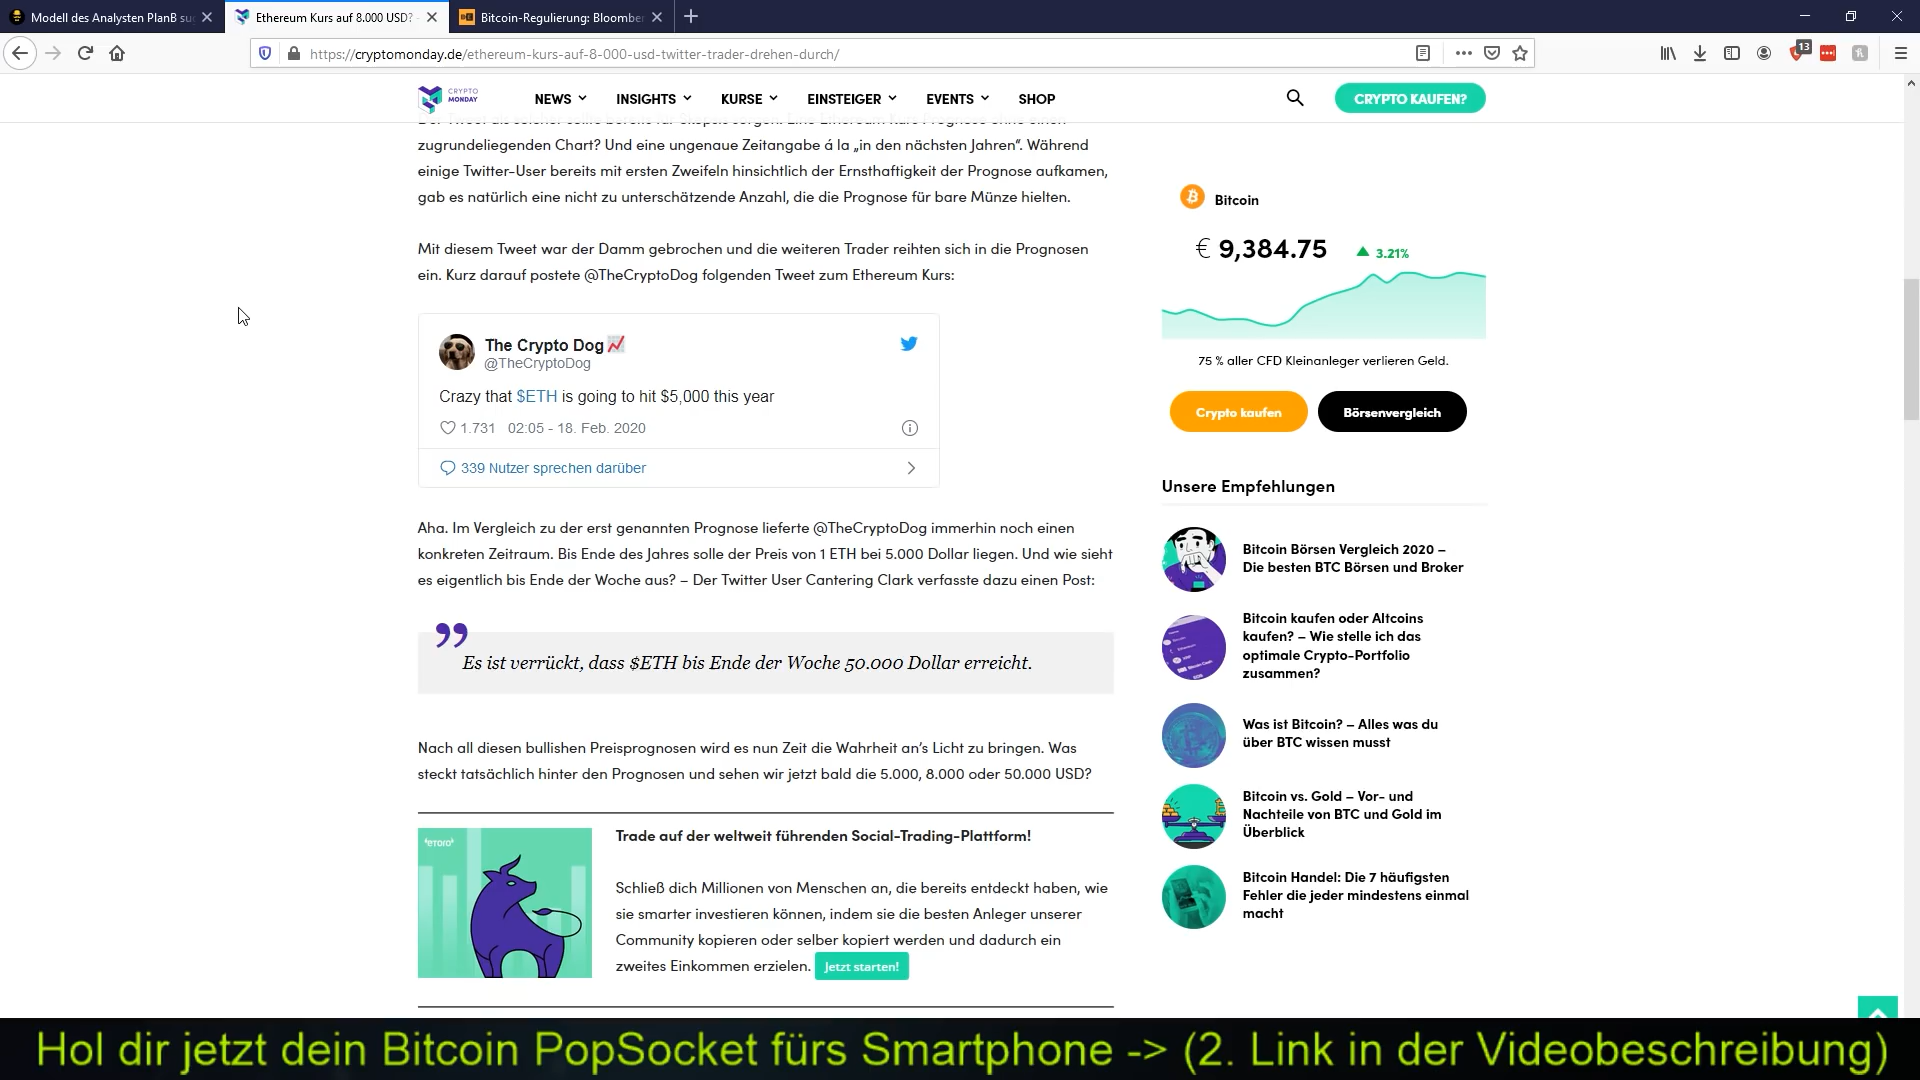 Modell des Analysten PlanB su
Ethereum Kurs auf 8.000 USD?
Bitcoin-Regulierung: Bloomber
https://cryptomonday.de/ethereum-kurs-auf-8-000-usd-twitter-trader-drehen-durch/
13
CRYPTO
MONDAY
NEWS
INSIGHTS
KURSE
EINSTEIGER
EVENTS
SHOP
CRYPTO KAUFEN?
zugrundeliegenden Chart? Und eine ungenaue Zeitangabe á la „in den nächsten Jahren“. Während
einige Twitter-User bereits mit ersten Zweifeln hinsichtlich der Ernsthaftigkeit der Prognose aufkamen,
gab es natürlich eine nicht zu unterschätzende Anzahl, die die Prognose für bare Münze hielten.
Mit diesem Tweet war der Damm gebrochen und die weiteren Trader reihten sich in die Prognosen
ein. Kurz darauf postete @TheCryptoDog folgenden Tweet zum Ethereum Kurs:
The Crypto Dog
@TheCryptoDog
Crazy that $ETH is going to hit $5,000 this year
1.731 02:05 - 18. Feb. 2020
339 Nutzer sprechen darüber
Aha. Im Vergleich zu der erst genannten Prognose lieferte @TheCryptoDog immerhin noch einen
konkreten Zeitraum. Bis Ende des Jahres solle der Preis von 1 ETH bei 5.000 Dollar liegen. Und wie sieht
es eigentlich bis Ende der Woche aus? – Der Twitter User Cantering Clark verfasste dazu einen Post:
Es ist verrückt, dass $ETH bis Ende der Woche 50.000 Dollar erreicht.
Nach all diesen bullishen Preisprognosen wird es nun Zeit die Wahrheit an’s Licht zu bringen. Was
steckt tatsächlich hinter den Prognosen und sehen wir jetzt bald die 5.000, 8.000 oder 50.000 USD?
eToro
Trade auf der weltweit führenden Social-Trading-Plattform!
Schließ dich Millionen von Menschen an, die bereits entdeckt haben, wie
sie smarter investieren können, indem sie die besten Anleger unserer
Community kopieren oder selber kopiert werden und dadurch ein
zweites Einkommen erzielen. Jetzt starten!
Bitcoin
€ 9,384.75 3.21%
75 % aller CFD Kleinanleger verlieren Geld.
Crypto kaufen
Börsenvergleich
Unsere Empfehlungen
Bitcoin Börsen Vergleich 2020 –
Die besten BTC Börsen und Broker
Bitcoin kaufen oder Altcoins
kaufen? – Wie stelle ich das
optimale Crypto-Portfolio
zusammen?
Was ist Bitcoin? – Alles was du
über BTC wissen musst
Bitcoin vs. Gold – Vor- und
Nachteile von BTC und Gold im
Überblick
Bitcoin Handel: Die 7 häufigsten
Fehler die jeder mindestens einmal
macht
Hol dir jetzt dein Bitcoin PopSocket fürs Smartphone -> (2. Link in der Videobeschreibung)